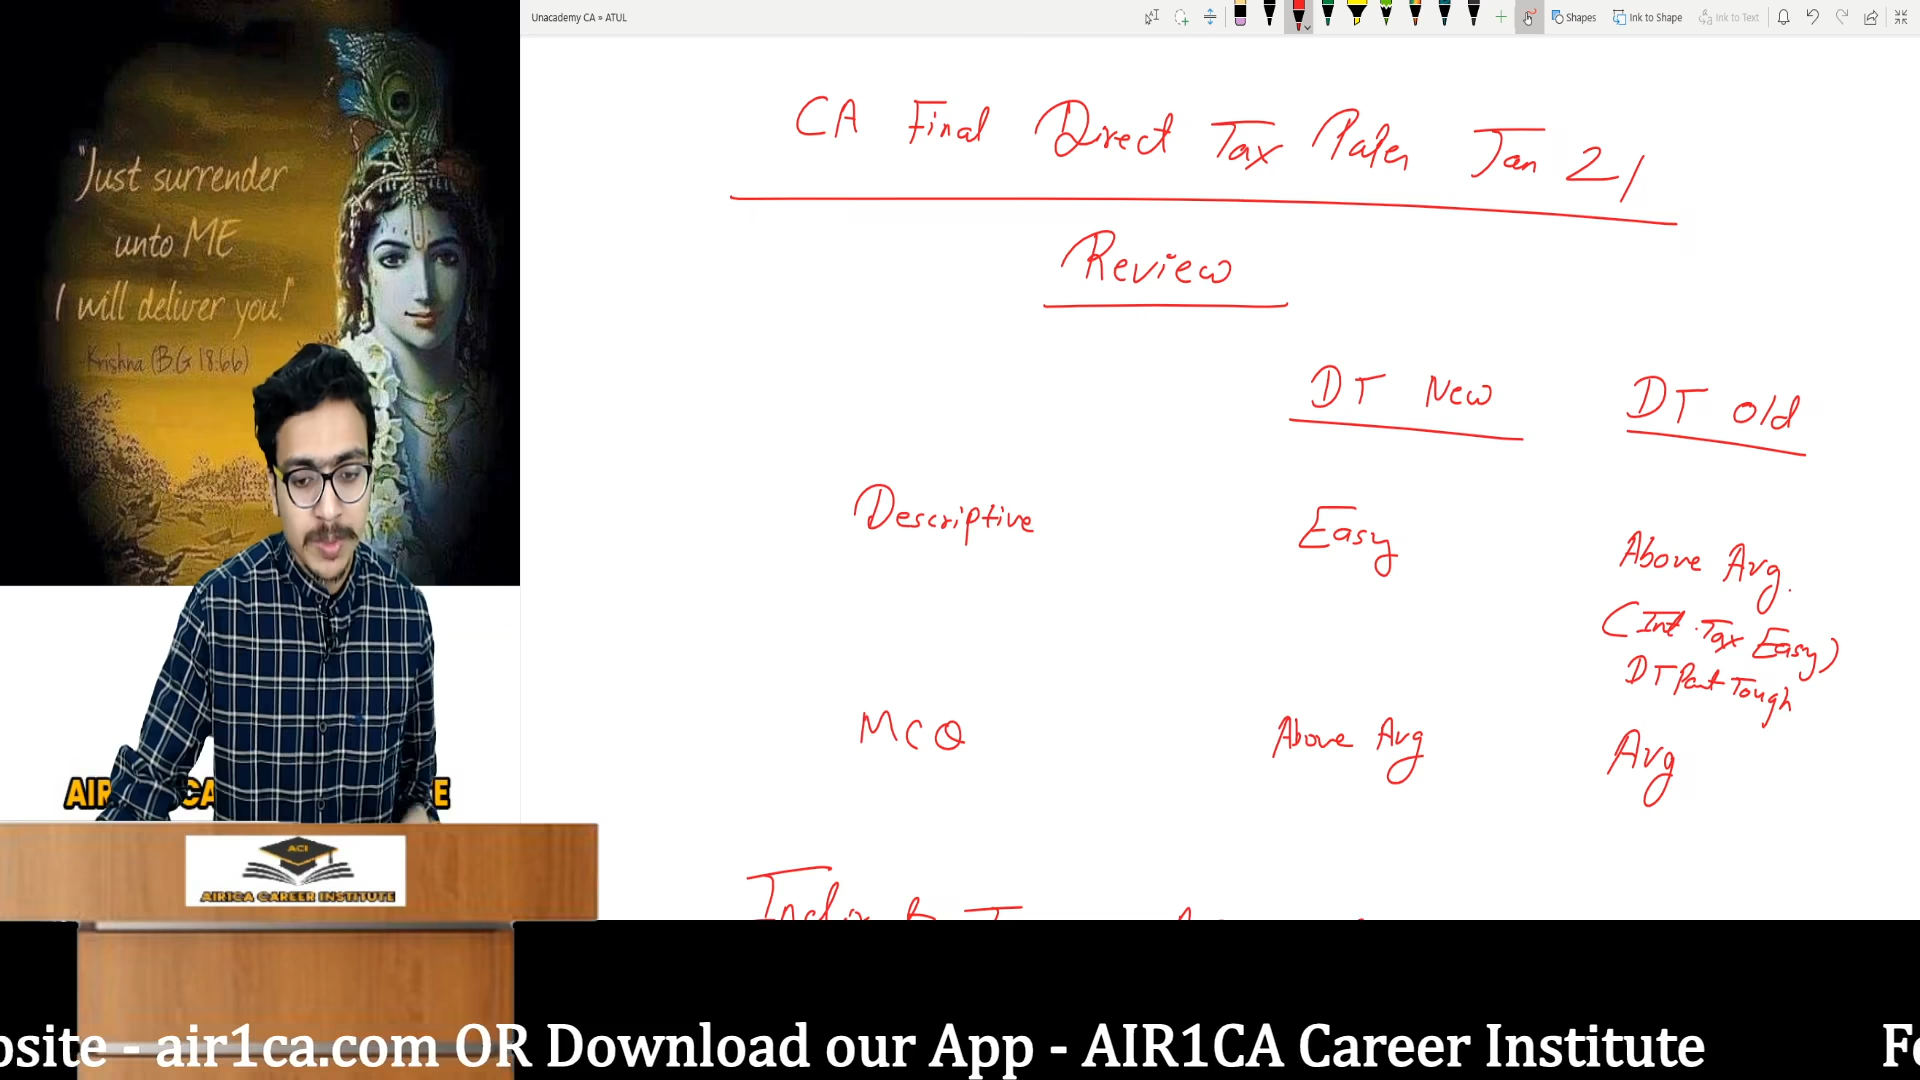 Unacademy CA » ATUL
Shapes
Ink to Shape
Ink to Text
"Just surrender
unto ME
I will deliver you!"
-Krishna (B.G 18:66)
CA Final Direct Tax Paper Jan 21
Review
DT New
DT Old
Descriptive
Easy
Above Avg.
(Int. Tax Easy)
DT Part Tough
MCQ
Above Avg
Avg
AIR
CA
E
ACI
AIR1CA CAREER INSTITUTE
- air1ca.com OR Download our App - AIR1CA Career Institute